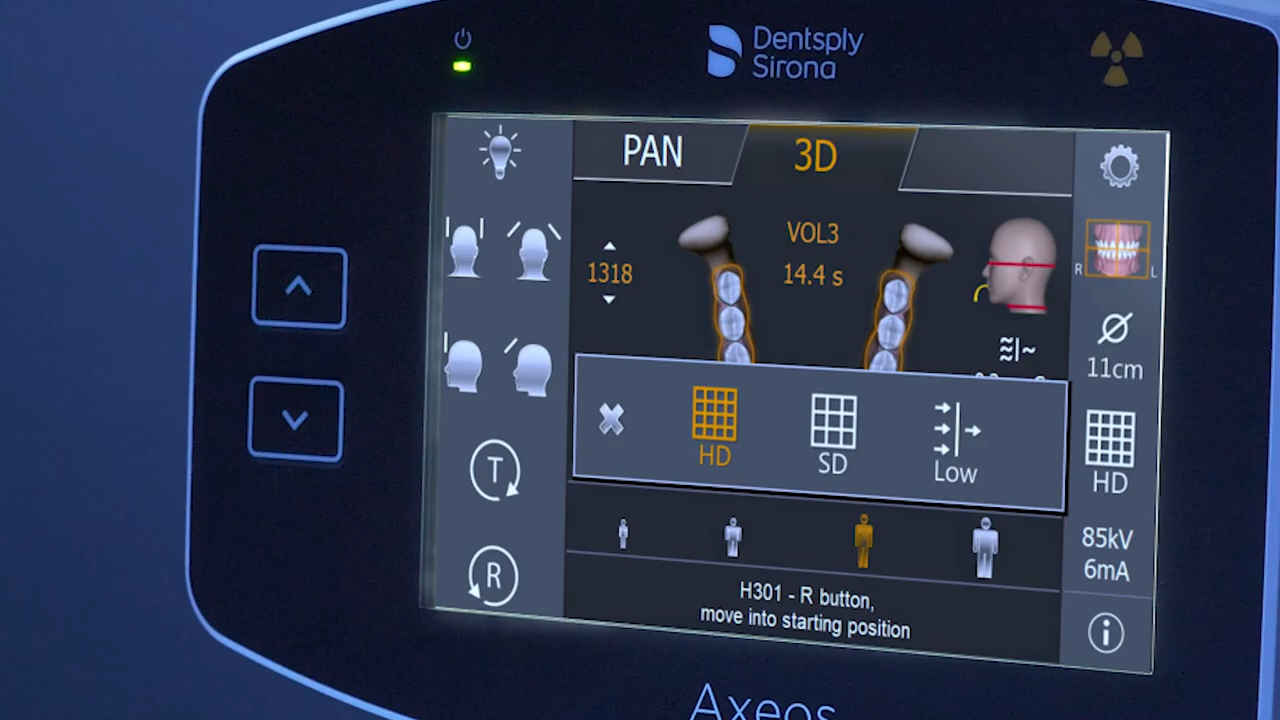 Dentsply
Sirona
PAN
3D
VOL3
1318
14.4 s
R
L
11cm
HD
SD
Low
HD
T
85kV
6mA
R
H301 - R button,
move into starting position
i
Axeos